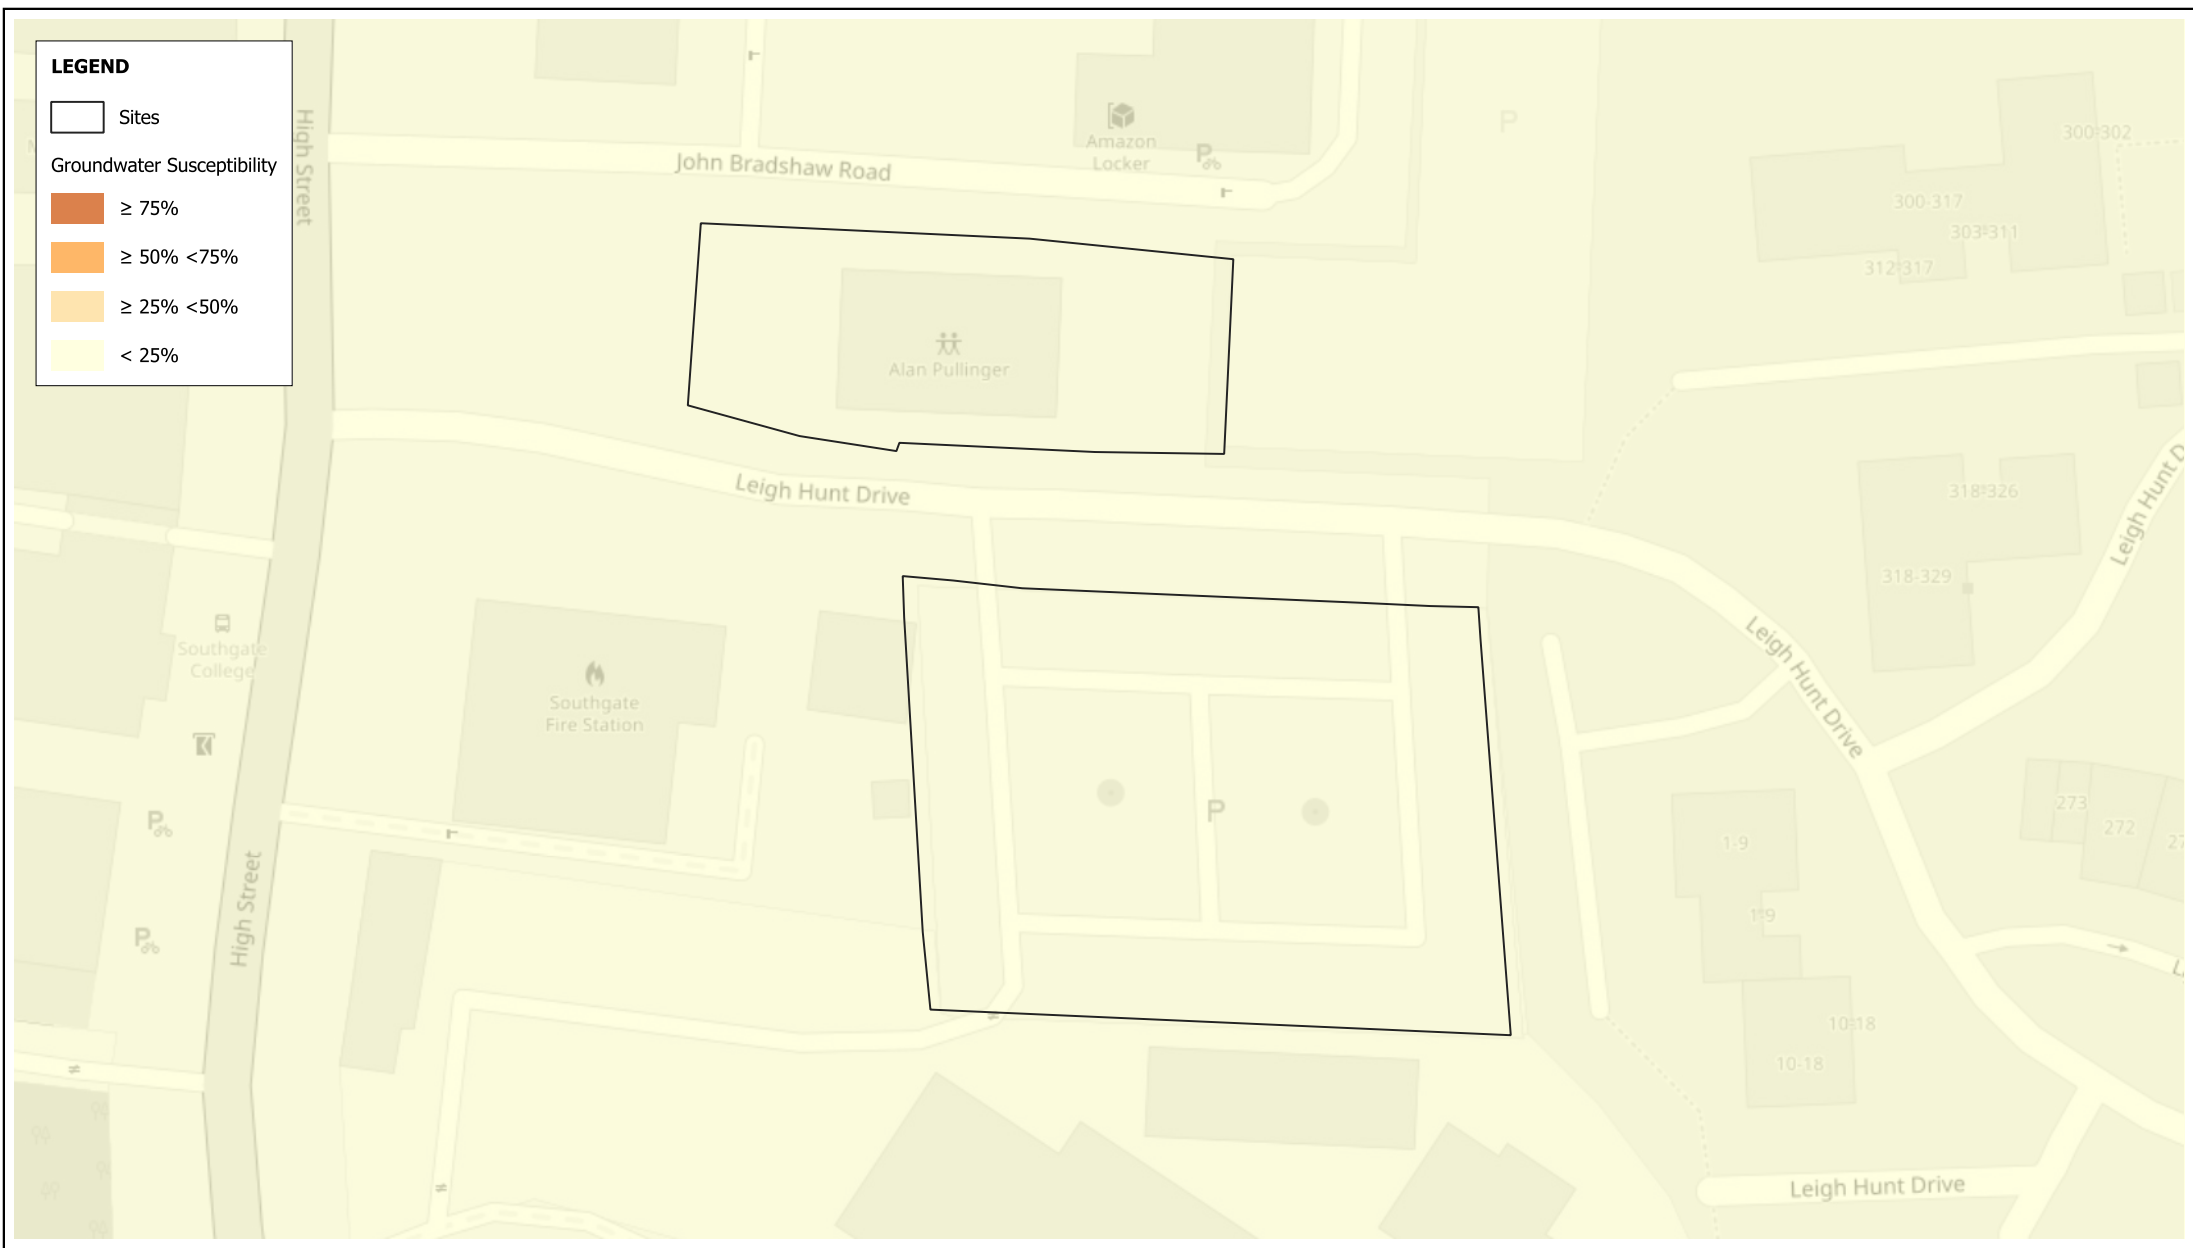 LEGEND
Sites
Groundwater Susceptibility
≥ 75%
≥ 50% <75%
≥ 25% <50%
< 25%
High Street
John Bradshaw Road
Amazon
Locker
P
P
300-302
300-317
303-311
312-317
Alan Pullinger
Leigh Hunt Drive
318-326
318-329
Leigh Hunt D
Southgate
College
Southgate
Fire Station
Leigh Hunt Drive
P
P
P
High Street
1-9
1-9
273
272
27
10-18
10-18
Leigh Hunt Drive